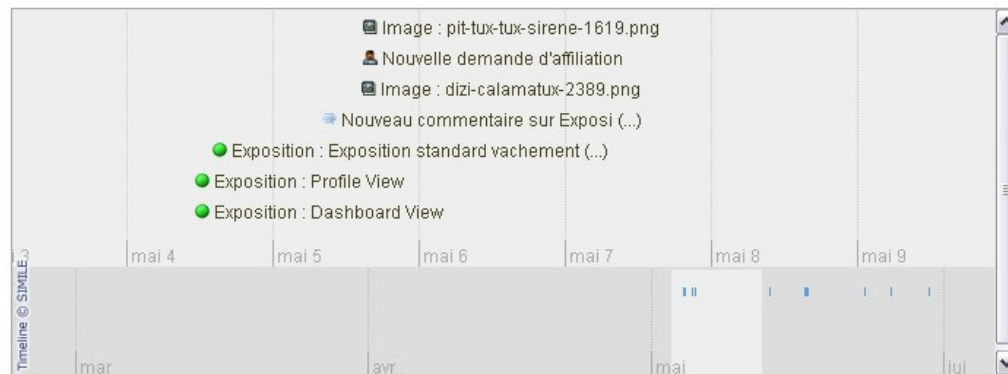 Image : pit-tux-tux-sirene-1619.png
Nouvelle demande d'affiliation
Image : dizi-calamatux-2389.png
Nouveau commentaire sur Exposi (...)
Exposition : Exposition standard vachement (...)
Exposition : Profile View
Exposition : Dashboard View
i 3 mai 4 mai 5 mai 6 mai 7 mai 8 mai 9
Timeline © SIMILE
mar avr mai jui